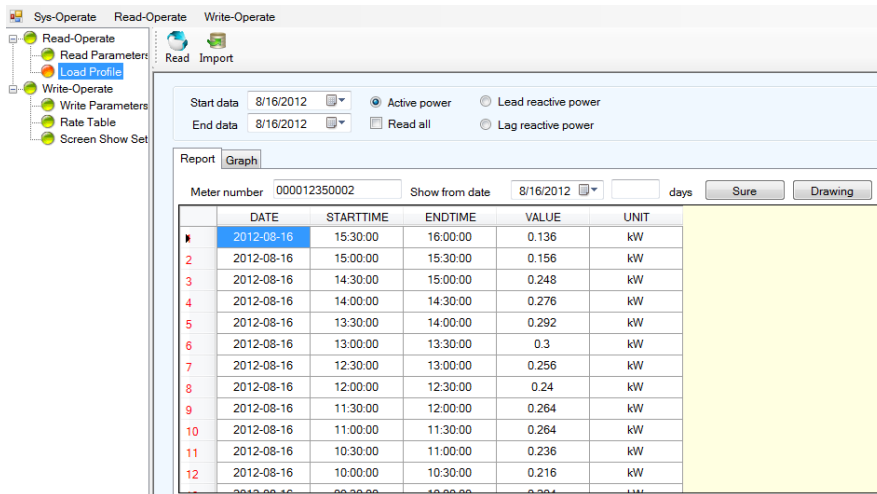 Sys-Operate Read-Operate Write-Operate
Read-Operate
Read Parameters
Load Profile
Write-Operate
Write Parameters
Rate Table
Screen Show Set
Read Import
Start data 8/16/2012 Active power Lead reactive power
End data 8/16/2012 Read all Lag reactive power
Report Graph
Meter number 000012350002 Show from date 8/16/2012 days Sure Drawing
DATE STARTTIME ENDTIME VALUE UNIT
2012-08-16 15:30:00 16:00:00 0.136 kW
2 2012-08-16 15:00:00 15:30:00 0.156 kW
3 2012-08-16 14:30:00 15:00:00 0.248 kW
4 2012-08-16 14:00:00 14:30:00 0.276 kW
5 2012-08-16 13:30:00 14:00:00 0.292 kW
6 2012-08-16 13:00:00 13:30:00 0.3 kW
7 2012-08-16 12:30:00 13:00:00 0.256 kW
8 2012-08-16 12:00:00 12:30:00 0.24 kW
9 2012-08-16 11:30:00 12:00:00 0.264 kW
10 2012-08-16 11:00:00 11:30:00 0.264 kW
11 2012-08-16 10:30:00 11:00:00 0.236 kW
12 2012-08-16 10:00:00 10:30:00 0.216 kW